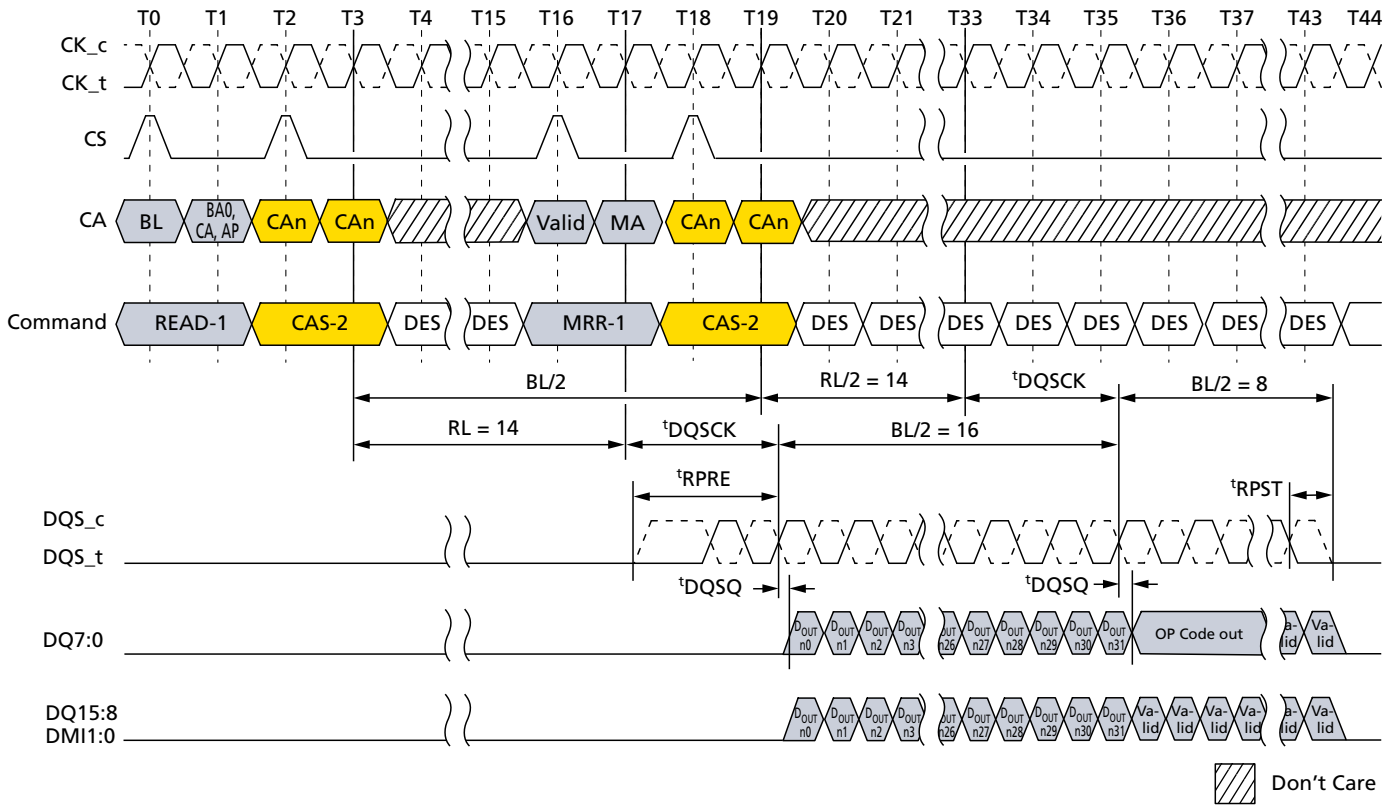 T0 T1 T2 T3 T4 T15 T16 T17 T18 T19 T20 T21 T33 T34 T35 T36 T37 T43 T44
CK_c
CK_t
CS
CA BL BA0, CA, AP CAn CAn Valid MA CAn CAn
Command READ-1 CAS-2 DES DES MRR-1 CAS-2 DES DES DES DES DES DES DES DES
BL/2 RL/2 = 14 tDQSCK BL/2 = 8
RL = 14 tDQSCK BL/2 = 16
tRPRE tRPST
DQS_c
DQS_t
tDQSQ tDQSQ
DQ7:0 DOUT n0 DOUT n1 DOUT n2 DOUT n3 DOUT n26 DOUT n27 DOUT n28 DOUT n29 DOUT n30 DOUT n31 OP Code out a-lid Va-lid
DQ15:8
DMI1:0 DOUT n0 DOUT n1 DOUT n2 DOUT n3 DOUT n26 DOUT n27 DOUT n28 DOUT n29 DOUT n30 DOUT n31 Va-lid Va-lid Va-lid Va-lid a-lid Va-lid
Don't Care